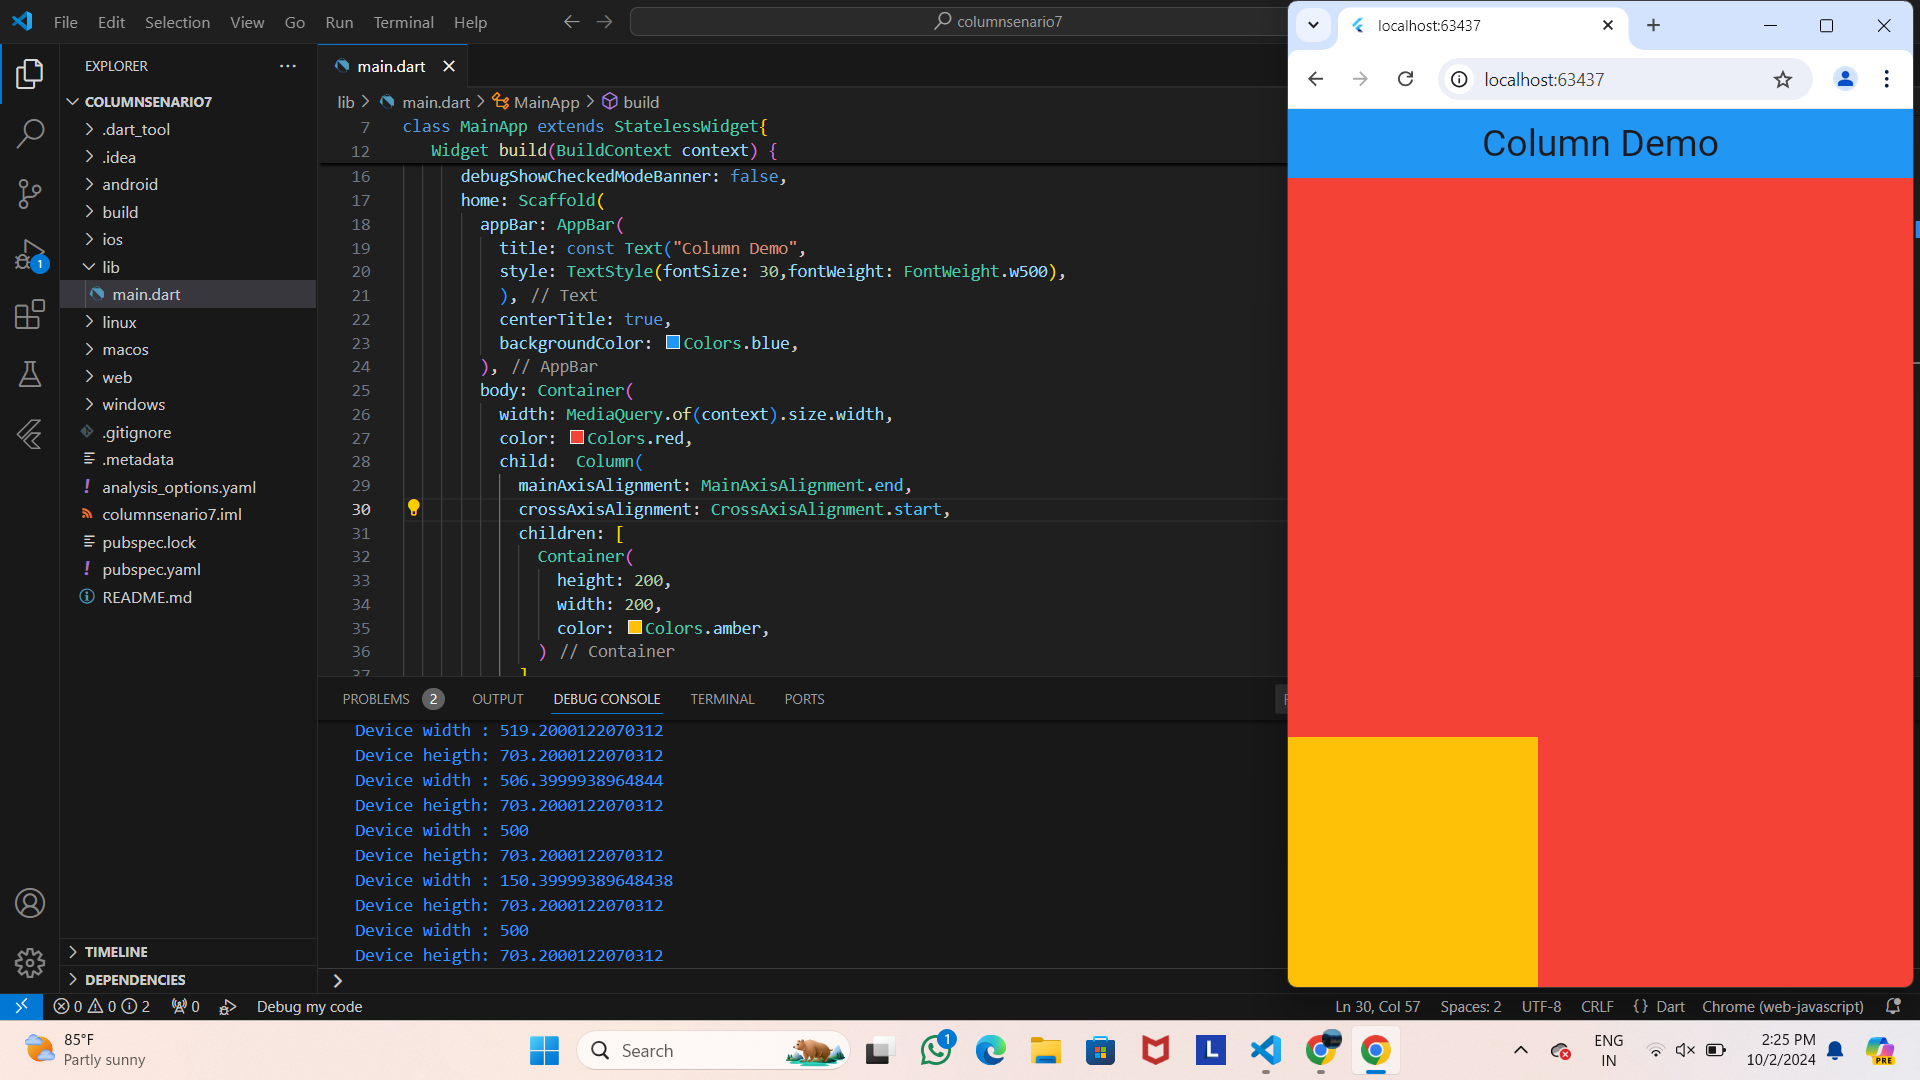 File Edit Selection View Go Run Terminal Help
columnsenario7
EXPLORER
COLUMNSENARIO7
.dart_tool
.idea
android
build
ios
lib
main.dart
linux
macos
web
windows
.gitignore
.metadata
analysis_options.yaml
columnsenario7.iml
pubspec.lock
pubspec.yaml
README.md
TIMELINE
DEPENDENCIES
1
main.dart
lib > main.dart > MainApp > build
7 class MainApp extends StatelessWidget{
12 Widget build(BuildContext context) {
16 debugShowCheckedModeBanner: false,
17 home: Scaffold(
18 appBar: AppBar(
19 title: const Text("Column Demo",
20 style: TextStyle(fontSize: 30,fontWeight: FontWeight.w500),
21 ), // Text
22 centerTitle: true,
23 backgroundColor: Colors.blue,
24 ), // AppBar
25 body: Container(
26 width: MediaQuery.of(context).size.width,
27 color: Colors.red,
28 child:  Column(
29 mainAxisAlignment: MainAxisAlignment.end,
30 crossAxisAlignment: CrossAxisAlignment.start,
31 children: [
32 Container(
33 height: 200,
34 width: 200,
35 color: Colors.amber,
36 ) // Container
37 ]
PROBLEMS 2 OUTPUT DEBUG CONSOLE TERMINAL PORTS
Device width : 519.2000122070312
Device heigth: 703.2000122070312
Device width : 506.3999938964844
Device heigth: 703.2000122070312
Device width : 500
Device heigth: 703.2000122070312
Device width : 150.39999389648438
Device heigth: 703.2000122070312
Device width : 500
Device heigth: 703.2000122070312
localhost:63437
localhost:63437
Column Demo
0 0 2 0 Debug my code
Ln 30, Col 57 Spaces: 2 UTF-8 CRLF {} Dart Chrome (web-javascript)
85°F
Partly sunny
Search
1
L
ENG
IN
2:25 PM
10/2/2024
PRE